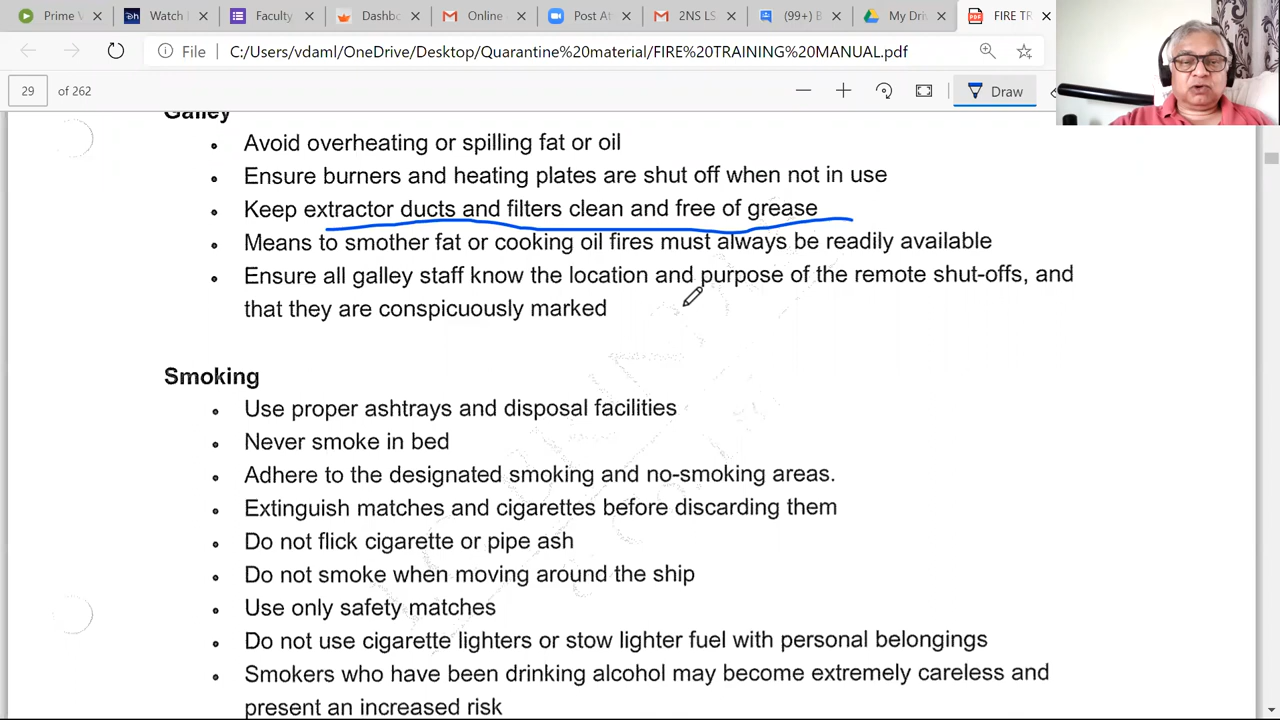 Prime V
Watch I
Faculty
Dashbo
Online
Post At
2NS S
(99+) B
My Driv
FIRE TR
File C:/Users/vdaml/OneDrive/Desktop/Quarantine%20material/FIRE%20TRAINING%20MANUAL.pdf
29 of 262 Draw
Galley
• Avoid overheating or spilling fat or oil
• Ensure burners and heating plates are shut off when not in use
• Keep extractor ducts and filters clean and free of grease
• Means to smother fat or cooking oil fires must always be readily available
• Ensure all galley staff know the location and purpose of the remote shut-offs, and
that they are conspicuously marked
Smoking
• Use proper ashtrays and disposal facilities
• Never smoke in bed
• Adhere to the designated smoking and no-smoking areas.
• Extinguish matches and cigarettes before discarding them
• Do not flick cigarette or pipe ash
• Do not smoke when moving around the ship
• Use only safety matches
• Do not use cigarette lighters or stow lighter fuel with personal belongings
• Smokers who have been drinking alcohol may become extremely careless and
present an increased risk